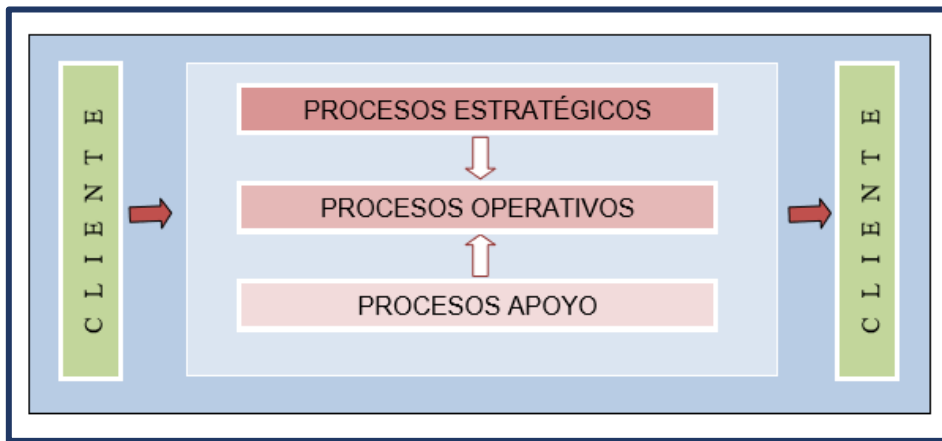 CLIENTE
PROCESOS ESTRATÉGICOS
PROCESOS OPERATIVOS
PROCESOS APOYO
CLIENTE